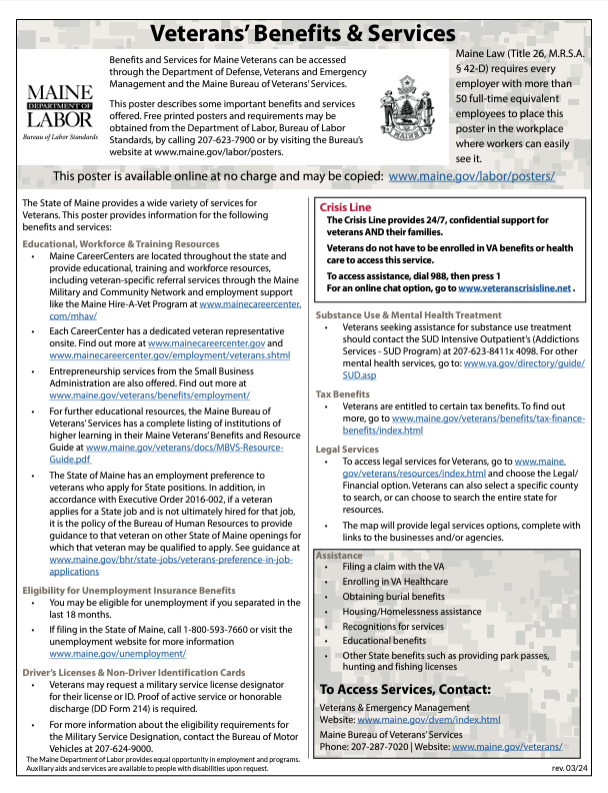 Veterans' Benefits & Services
MAINE
DEPARTMENT OF
LABOR
Bureau of Labor Standards
Benefits and Services for Maine Veterans can be accessed
through the Department of Defense, Veterans and Emergency
Management and the Maine Bureau of Veterans' Services.
This poster describes some important benefits and services
offered. Free printed posters and requirements may be
obtained from the Department of Labor, Bureau of Labor
Standards, by calling 207-623-7900 or by visiting the Bureau's
website at www.maine.gov/labor/posters.
Maine Law (Title 26, M.R.S.A.
§ 42-D) requires every
employer with more than
50 full-time equivalent
employees to place this
poster in the workplace
where workers can easily
see it.
This poster is available online at no charge and may be copied: www.maine.gov/labor/posters/
The State of Maine provides a wide variety of services for
Veterans. This poster provides information for the following
benefits and services:
Educational, Workforce & Training Resources
• Maine CareerCenters are located throughout the state and
provide educational, training and workforce resources,
including veteran-specific referral services through the Maine
Military and Community Network and employment support
like the Maine Hire-A-Vet Program at www.mainecareercenter.
com/mhav/
• Each CareerCenter has a dedicated veteran representative
onsite. Find out more at www.mainecareercenter.gov and
www.mainecareercenter.gov/employment/veterans.shtml
• Entrepreneurship services from the Small Business
Administration are also offered. Find out more at
www.maine.gov/veterans/benefits/employment/
• For further educational resources, the Maine Bureau of
Veterans' Services has a complete listing of institutions of
higher learning in their Maine Veterans' Benefits and Resource
Guide at www.maine.gov/veterans/docs/MBVS-Resource-
Guide.pdf
• The State of Maine has an employment preference to
veterans who apply for State positions. In addition, in
accordance with Executive Order 2016-002, if a veteran
applies for a State job and is not ultimately hired for that job,
it is the policy of the Bureau of Human Resources to provide
guidance to that veteran on other State of Maine openings for
which that veteran may be qualified to apply. See guidance at
www.maine.gov/bhr/state-jobs/veterans-preference-in-job-
applications
Eligibility for Unemployment Insurance Benefits
• You may be eligible for unemployment if you separated in the
last 18 months.
• If filing in the State of Maine, call 1-800-593-7660 or visit the
unemployment website for more information
www.maine.gov/unemployment/
Driver's Licenses & Non-Driver Identification Cards
• Veterans may request a military service license designator
for their license or ID. Proof of active service or honorable
discharge (DD Form 214) is required.
• For more information about the eligibility requirements for
the Military Service Designation, contact the Bureau of Motor
Vehicles at 207-624-9000.
The Maine Department of Labor provides equal opportunity in employment and programs.
Auxiliary aids and services are available to people with disabilities upon request.
Crisis Line
The Crisis Line provides 24/7, confidential support for
veterans AND their families.
Veterans do not have to be enrolled in VA benefits or health
care to access this service.
To access assistance, dial 988, then press 1
For an online chat option, go to www.veteranscrisisline.net .
Substance Use & Mental Health Treatment
• Veterans seeking assistance for substance use treatment
should contact the SUD Intensive Outpatient's (Addictions
Services - SUD Program) at 207-623-8411x 4098. For other
mental health services, go to: www.va.gov/directory/guide/
SUD.asp
Tax Benefits
• Veterans are entitled to certain tax benefits. To find out
more, go to www.maine.gov/veterans/benefits/tax-finance-
benefits/index.html
Legal Services
• To access legal services for Veterans, go to www.maine.
gov/veterans/resources/index.html and choose the Legal/
Financial option. Veterans can also select a specific county
to search, or can choose to search the entire state for
resources.
• The map will provide legal services options, complete with
links to the businesses and/or agencies.
Assistance
• Filing a claim with the VA
• Enrolling in VA Healthcare
• Obtaining burial benefits
• Housing/Homelessness assistance
• Recognitions for services
• Educational benefits
• Other State benefits such as providing park passes,
hunting and fishing licenses
To Access Services, Contact:
Veterans & Emergency Management
Website: www.maine.gov/dvem/index.html
Maine Bureau of Veterans' Services
Phone: 207-287-7020 | Website: www.maine.gov/veterans/
rev. 03/24